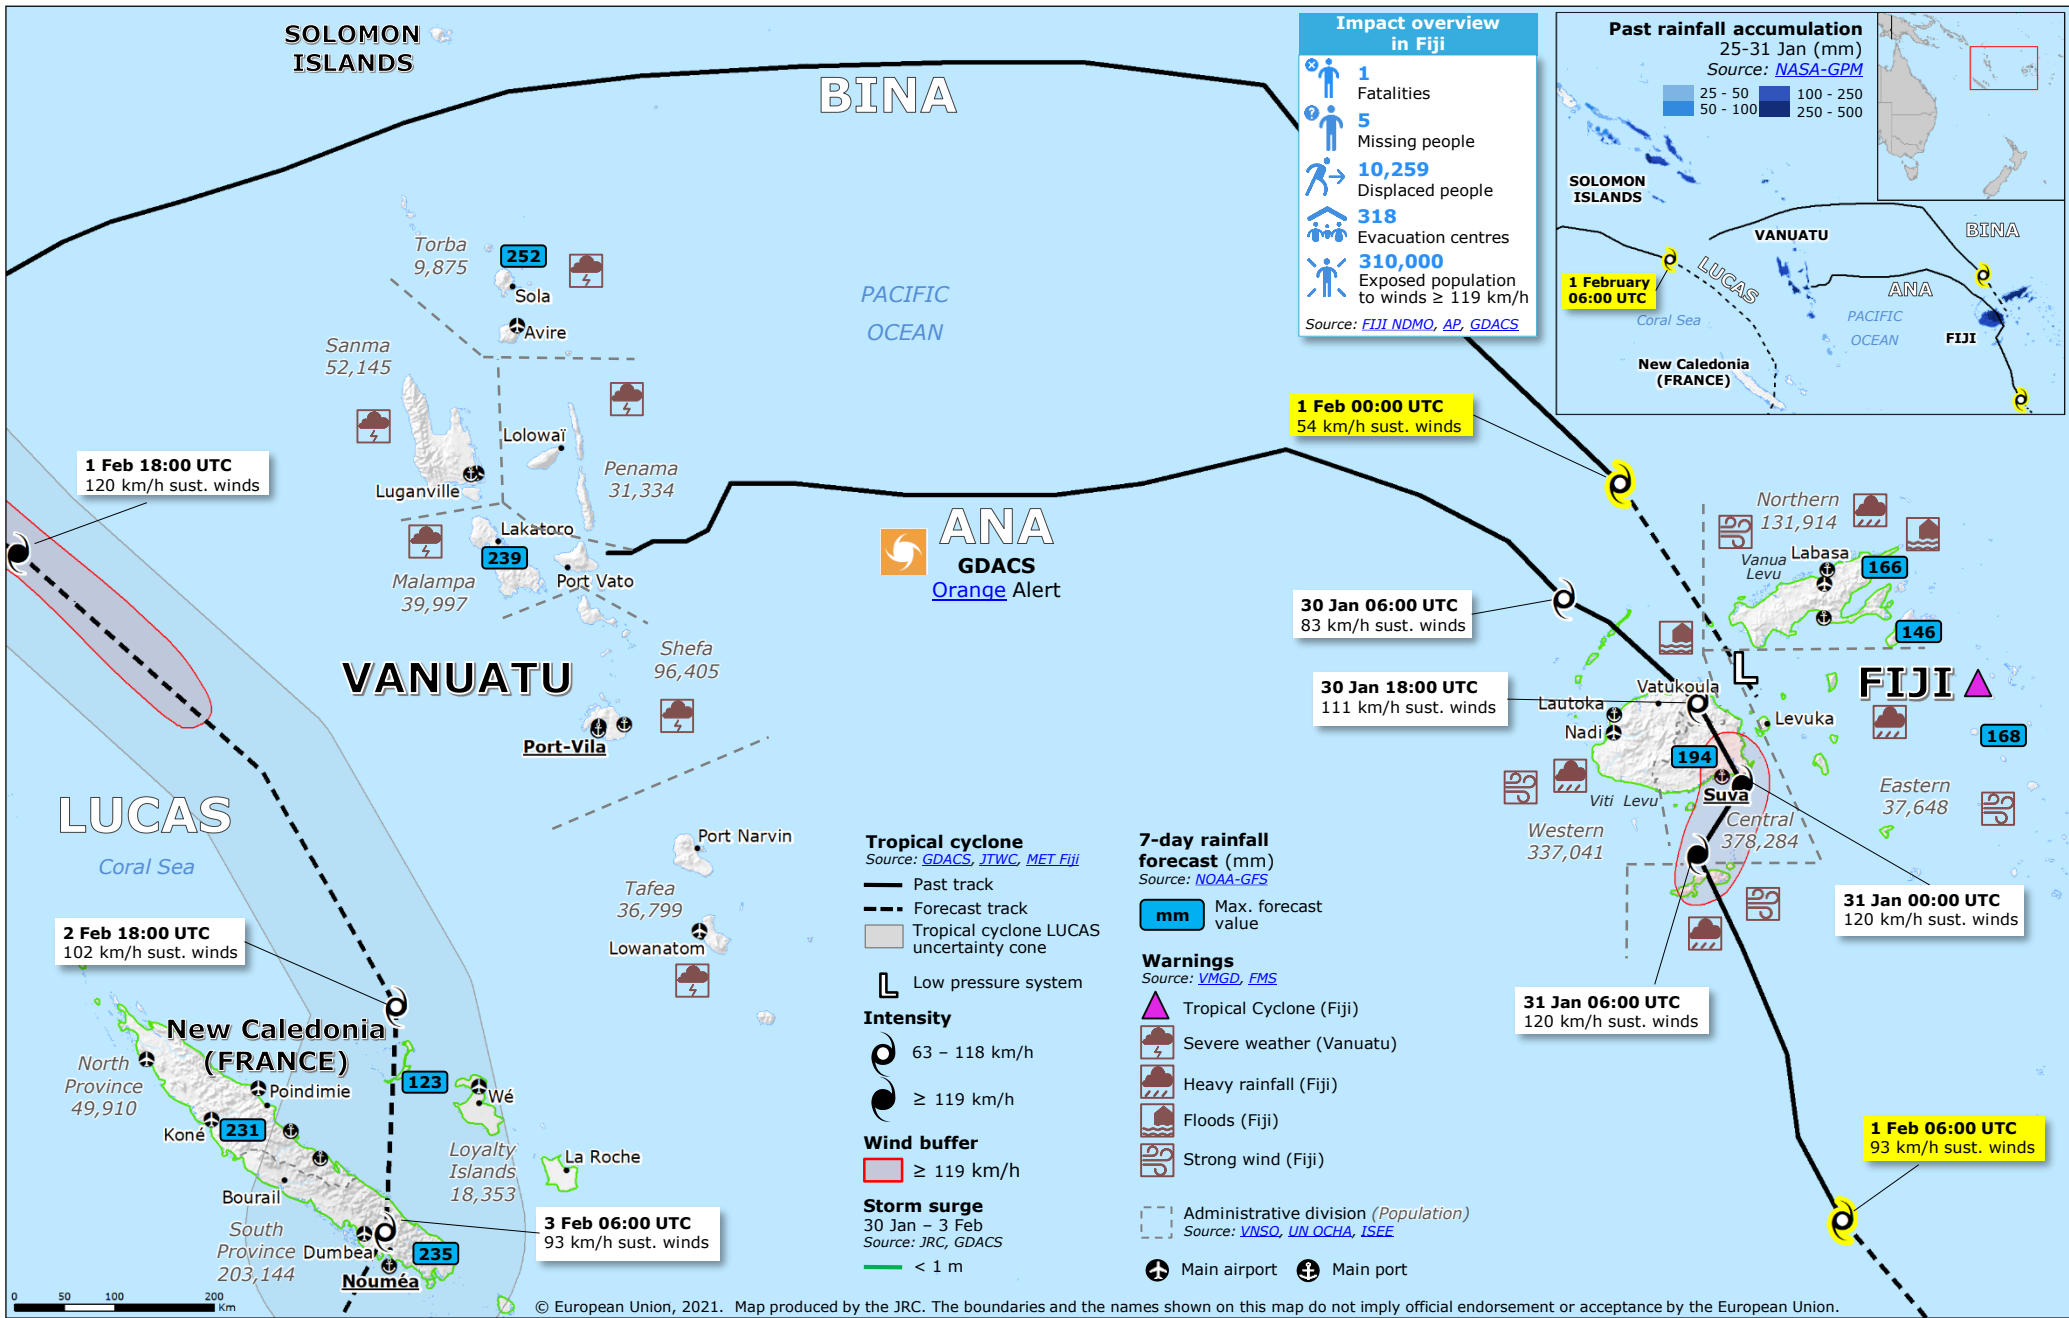 SOLOMON
ISLANDS
BINA
Impact overview
in Fiji
1
Fatalities
5
Missing people
10,259
Displaced people
318
Evacuation centres
310,000
Exposed population
to winds ≥ 119 km/h
Source: FIJI NDMO, AP, GDACS
Past rainfall accumulation
25-31 Jan (mm)
Source: NASA-GPM
25 - 50
50 - 100
100 - 250
250 - 500
SOLOMON
ISLANDS
VANUATU
BINA
LUCAS
1 February
06:00 UTC
ANA
Coral Sea
PACIFIC
OCEAN
FIJI
New Caledonia
(FRANCE)
Torba
9,875
252
Sola
Avire
PACIFIC
OCEAN
Sanma
52,145
Lolowaï
Penama
31,334
Luganville
Lakatoro
239
Port Vato
Malampa
39,997
1 Feb 18:00 UTC
120 km/h sust. winds
1 Feb 00:00 UTC
54 km/h sust. winds
ANA
GDACS
Orange Alert
Northern
131,914
Labasa
Vanua
Levu
166
146
30 Jan 06:00 UTC
83 km/h sust. winds
Shefa
96,405
VANUATU
Port-Vila
30 Jan 18:00 UTC
111 km/h sust. winds
L
FIJI
Vatukoula
Lautoka
Nadi
Levuka
168
194
Suva
Viti Levu
Eastern
37,648
Western
337,041
Central
378,284
LUCAS
Coral Sea
Port Narvin
Tafea
36,799
Lowanatom
2 Feb 18:00 UTC
102 km/h sust. winds
31 Jan 00:00 UTC
120 km/h sust. winds
31 Jan 06:00 UTC
120 km/h sust. winds
1 Feb 06:00 UTC
93 km/h sust. winds
New Caledonia
(FRANCE)
North
Province
49,910
Poindimie
123
Wé
Koné
231
Loyalty
Islands
18,353
La Roche
Bourail
South
Province
203,144
Dumbea
235
Nouméa
3 Feb 06:00 UTC
93 km/h sust. winds
Tropical cyclone
Source: GDACS, JTWC, MET Fiji
Past track
Forecast track
Tropical cyclone LUCAS
uncertainty cone
L
Low pressure system
Intensity
63 – 118 km/h
≥ 119 km/h
Wind buffer
≥ 119 km/h
Storm surge
30 Jan – 3 Feb
Source: JRC, GDACS
< 1 m
7-day rainfall
forecast (mm)
Source: NOAA-GFS
mm
Max. forecast
value
Warnings
Source: VMGD, FMS
Tropical Cyclone (Fiji)
Severe weather (Vanuatu)
Heavy rainfall (Fiji)
Floods (Fiji)
Strong wind (Fiji)
Administrative division (Population)
Source: VNSO, UN OCHA, ISEE
Main airport
Main port
0 50 100 200
Km
© European Union, 2021. Map produced by the JRC. The boundaries and the names shown on this map do not imply official endorsement or acceptance by the European Union.